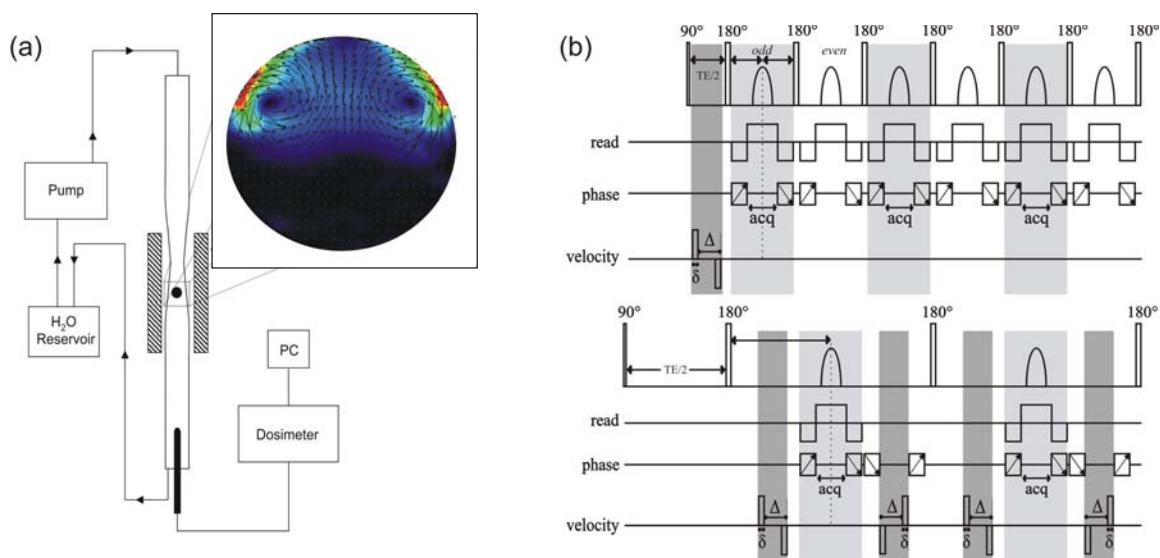 (a)
Pump
H2O
Reservoir
PC
Dosimeter
(b)
90° 180° 180° 180° 180° 180° 180° 180°
odd even
TE/2
read
phase
acq acq acq
velocity
Δ
δ
90° 180° 180° 180°
TE/2
read
phase
acq acq
velocity
Δ Δ Δ Δ
δ δ δ δ